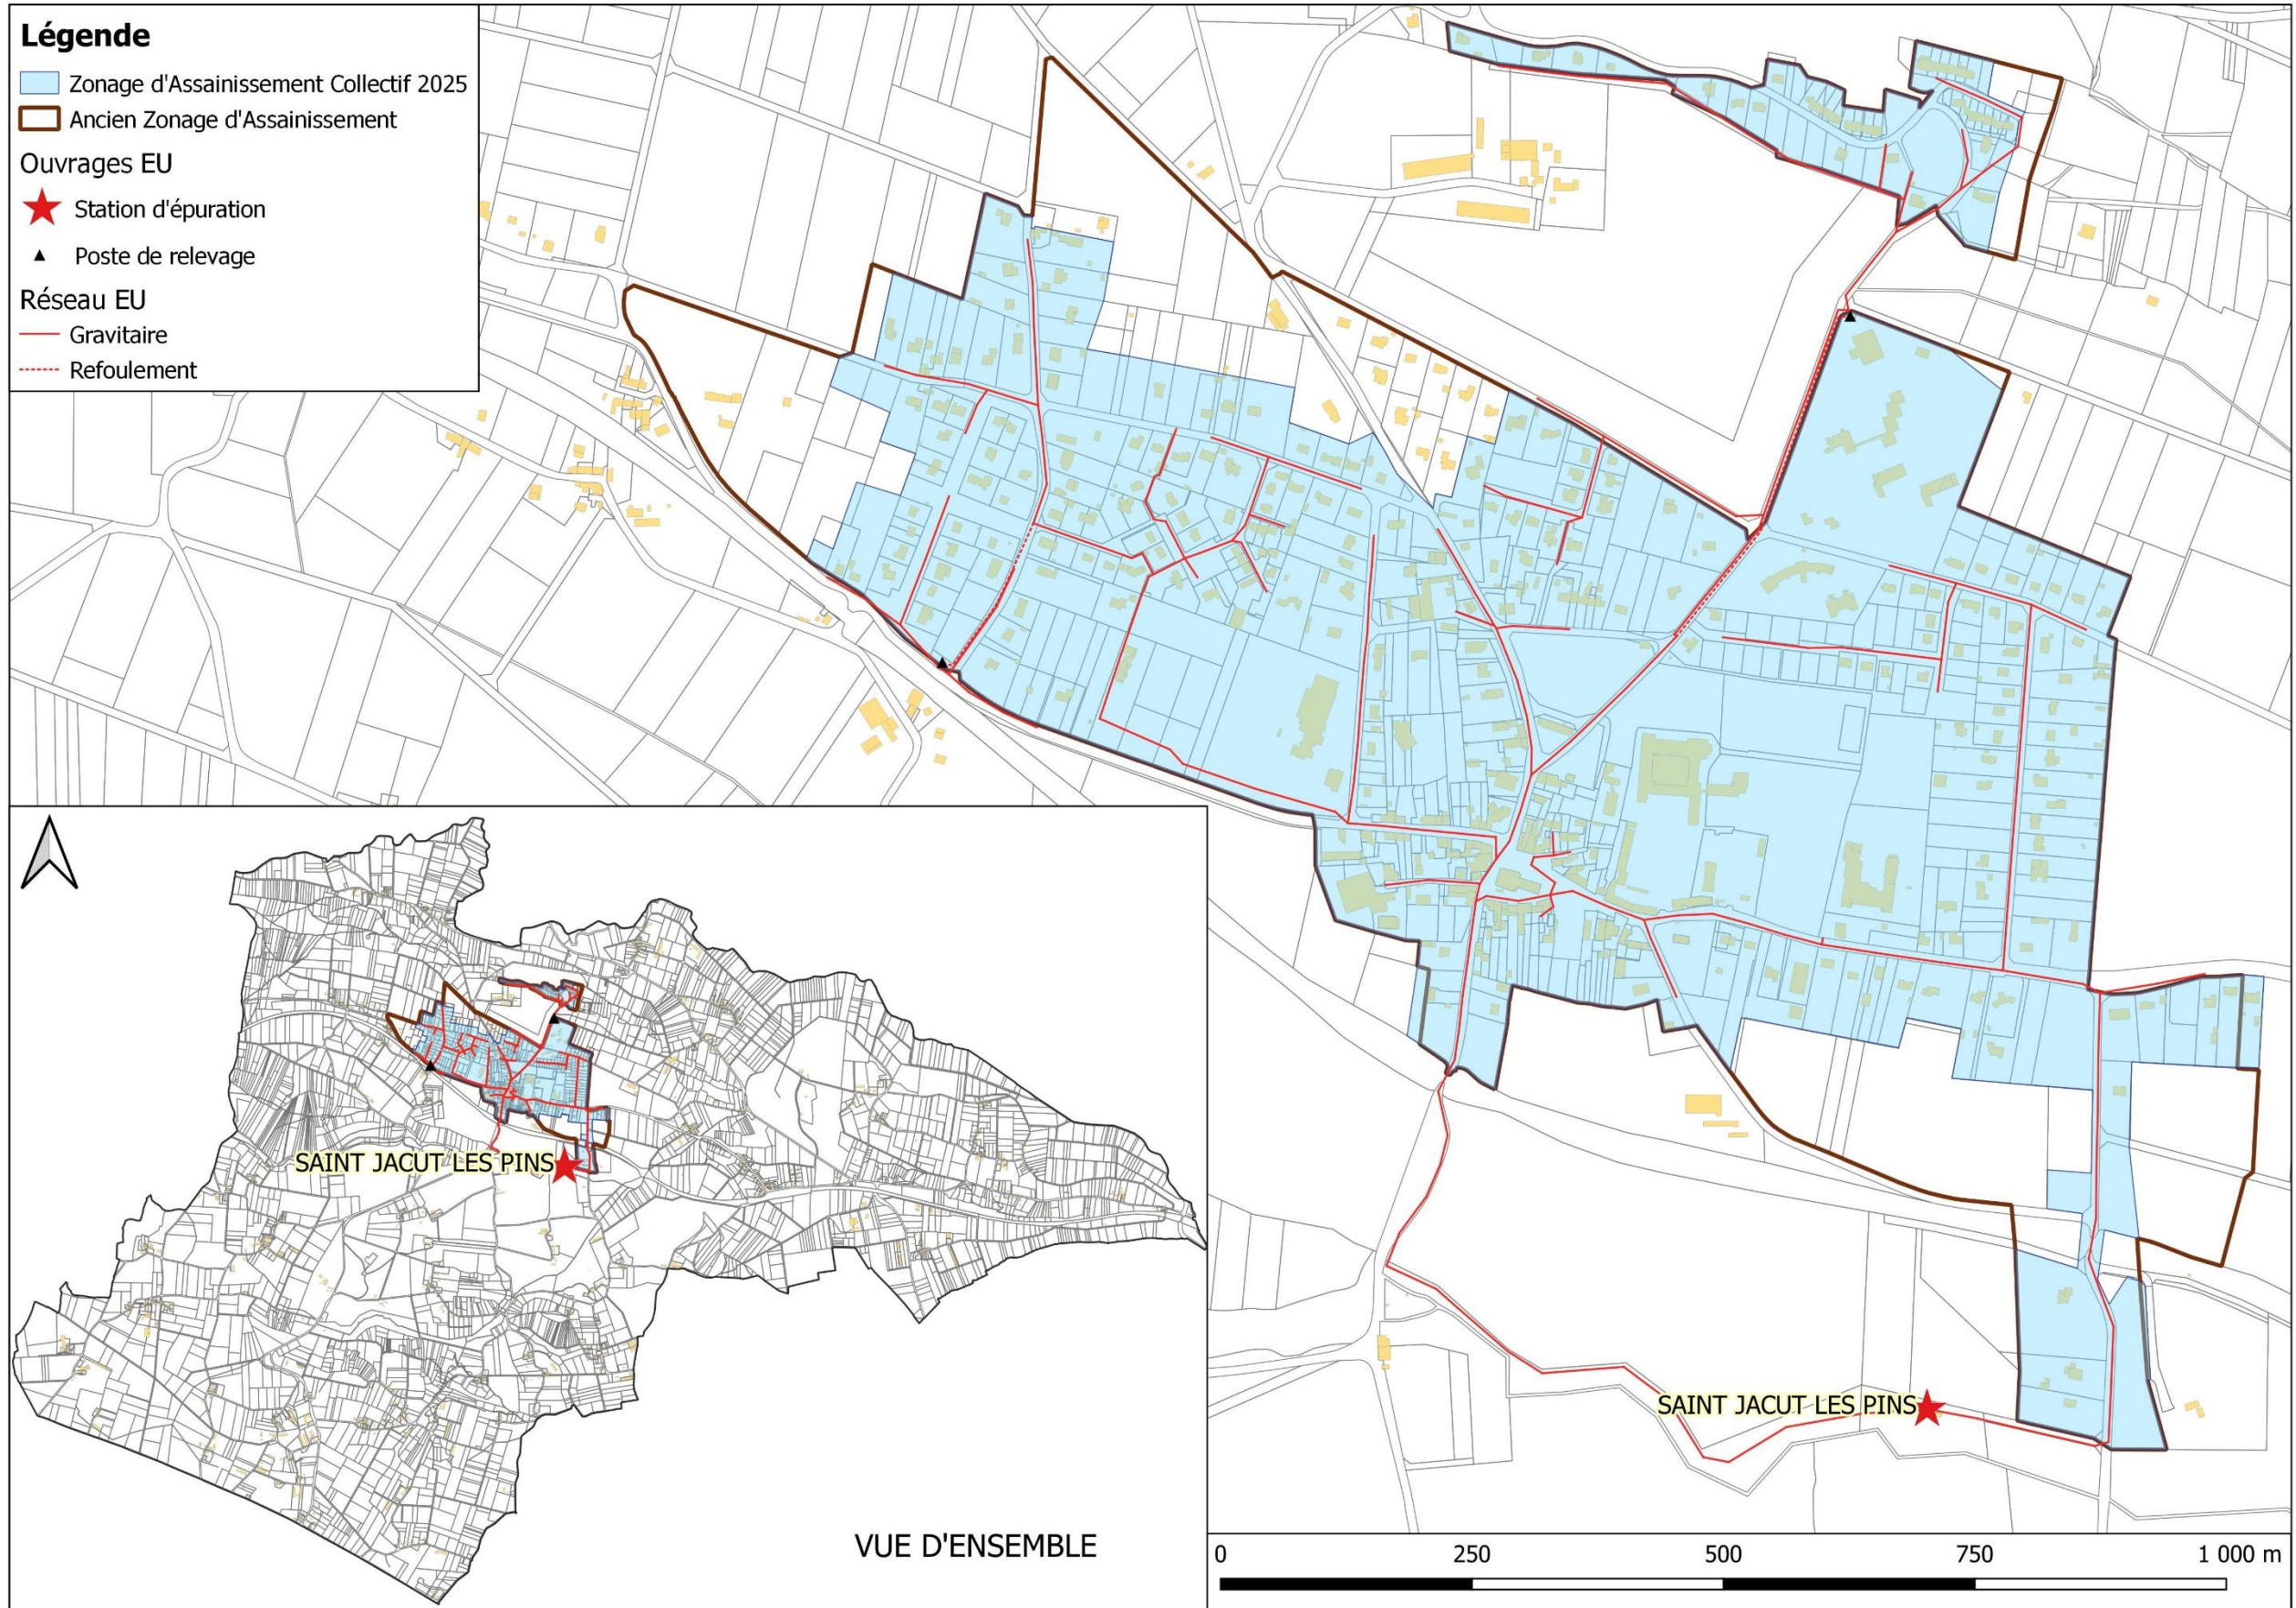 Légende
Zonage d'Assainissement Collectif 2025
Ancien Zonage d'Assainissement
Ouvrages EU
Station d'épuration
Poste de relevage
Réseau EU
Gravitaire
Refoulement
SAINT JACUT LES PINS
VUE D'ENSEMBLE
SAINT JACUT LES PINS
0 250 500 750 1 000 m